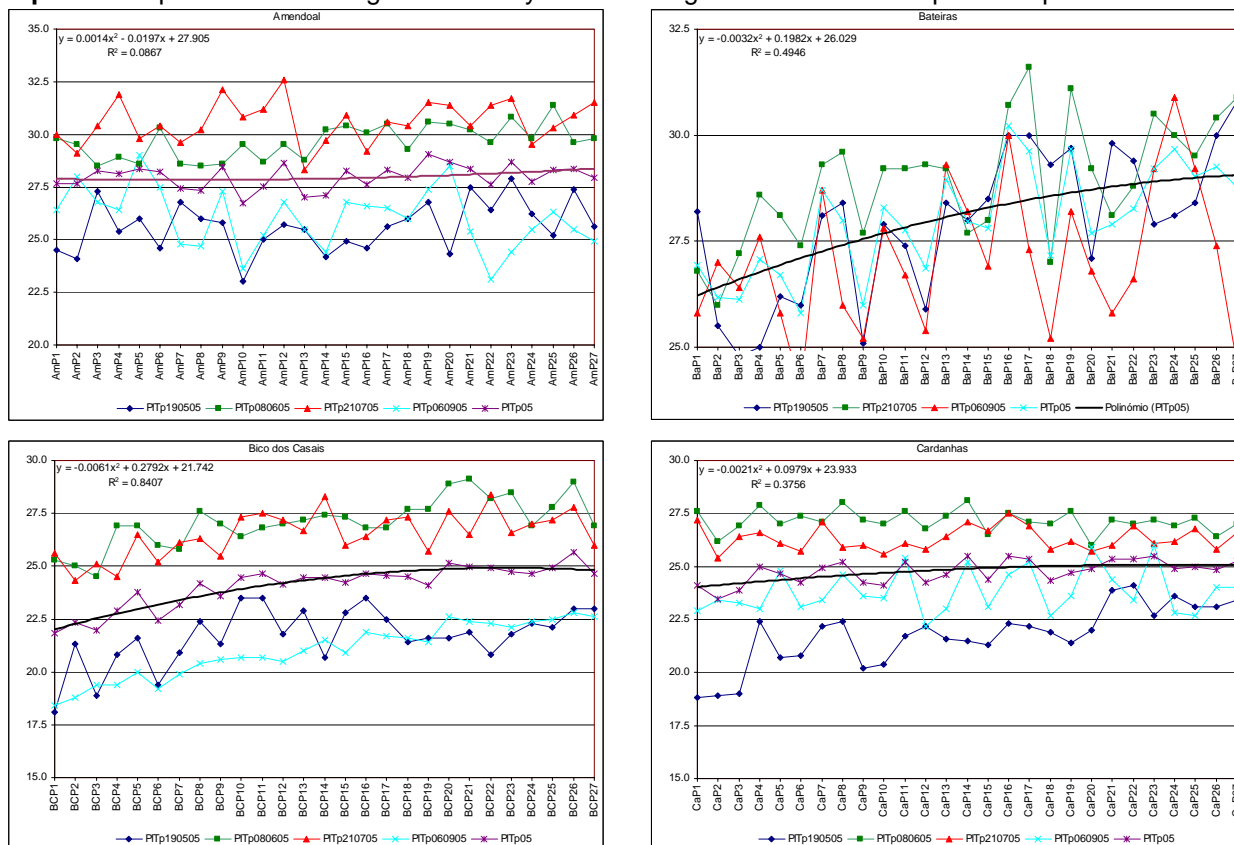 Amendoal
y = 0.0014x² - 0.0197x + 27.905
R² = 0.0867
35.0
32.5
30.0
27.5
25.0
22.5
20.0
AmP1 AmP2 AmP3 AmP4 AmP5 AmP6 AmP7 AmP8 AmP9 AmP10 AmP11 AmP12 AmP13 AmP14 AmP15 AmP16 AmP17 AmP18 AmP19 AmP20 AmP21 AmP22 AmP23 AmP24 AmP25 AmP26 AmP27
PITp190505 PITp080605 PITp210705 PITp060905 PITp05
Bateiras
y = -0.0032x² + 0.1982x + 26.029
R² = 0.4946
32.5
30.0
27.5
25.0
BaP1 BaP2 BaP3 BaP4 BaP5 BaP6 BaP7 BaP8 BaP9 BaP10 BaP11 BaP12 BaP13 BaP14 BaP15 BaP16 BaP17 BaP18 BaP19 BaP20 BaP21 BaP22 BaP23 BaP24 BaP25 BaP26
PITp190505 PITp210705 PITp060905 PITp05 Polinómio (PITp05)
Bico dos Casais
y = -0.0061x² + 0.2792x + 21.742
R² = 0.8407
30.0
27.5
25.0
22.5
20.0
17.5
15.0
BCP1 BCP2 BCP3 BCP4 BCP5 BCP6 BCP7 BCP8 BCP9 BCP10 BCP11 BCP12 BCP13 BCP14 BCP15 BCP16 BCP17 BCP18 BCP19 BCP20 BCP21 BCP22 BCP23 BCP24 BCP25 BCP26 BCP27
PITp190505 PITp080605 PITp210705 PITp060905 PITp05
Cardanhas
y = -0.0021x² + 0.0979x + 23.933
R² = 0.3756
30.0
27.5
25.0
22.5
20.0
17.5
15.0
CaP1 CaP2 CaP3 CaP4 CaP5 CaP6 CaP7 CaP8 CaP9 CaP10 CaP11 CaP12 CaP13 CaP14 CaP15 CaP16 CaP17 CaP18 CaP19 CaP20 CaP21 CaP22 CaP23 CaP24 CaP25 CaP26
PITp190505 PITp080605 PITp210705 PITp060905 PITp05